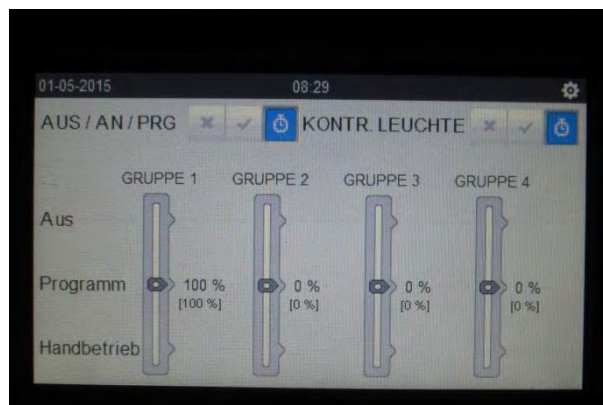 01-05-2015 08:29
AUS / AN / PRG KONTR. LEUCHTE
GRUPPE 1 GRUPPE 2 GRUPPE 3 GRUPPE 4
Aus
Programm 100 % 0 % 0 % 0 %
[100 %] [0 %] [0 %] [0 %]
Handbetrieb